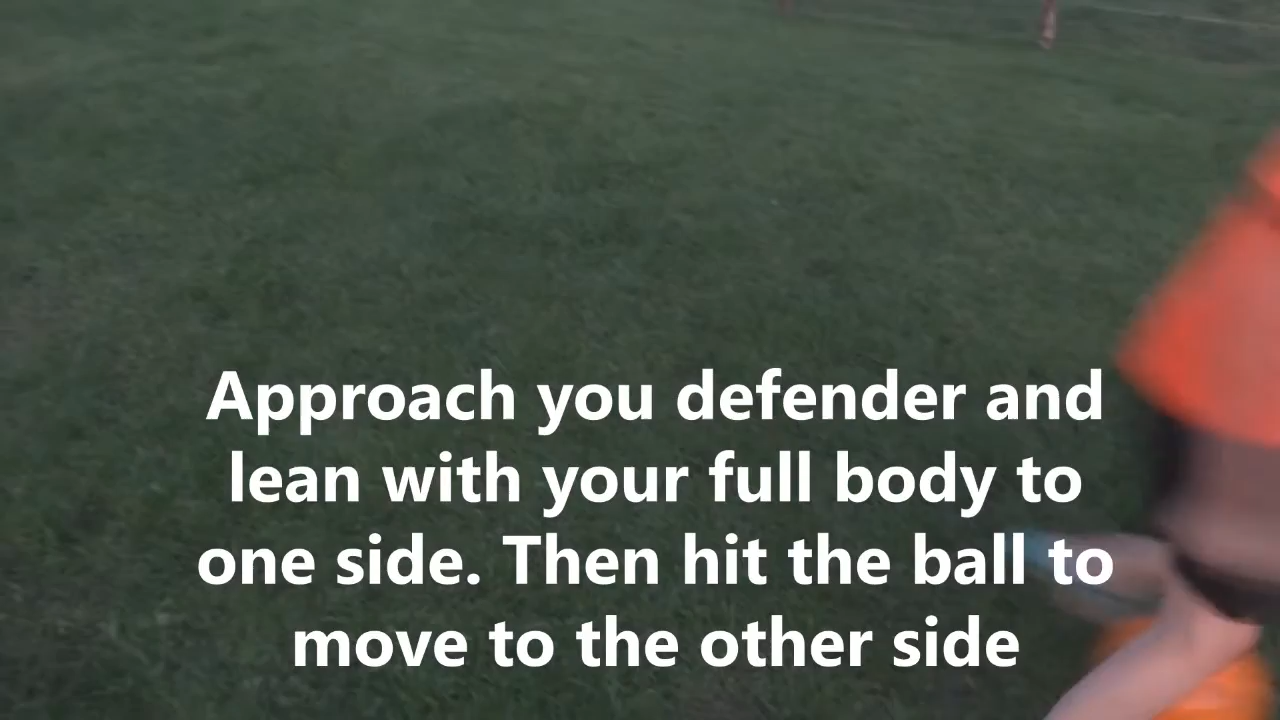 Approach you defender and
lean with your full body to
one side. Then hit the ball to
move to the other side